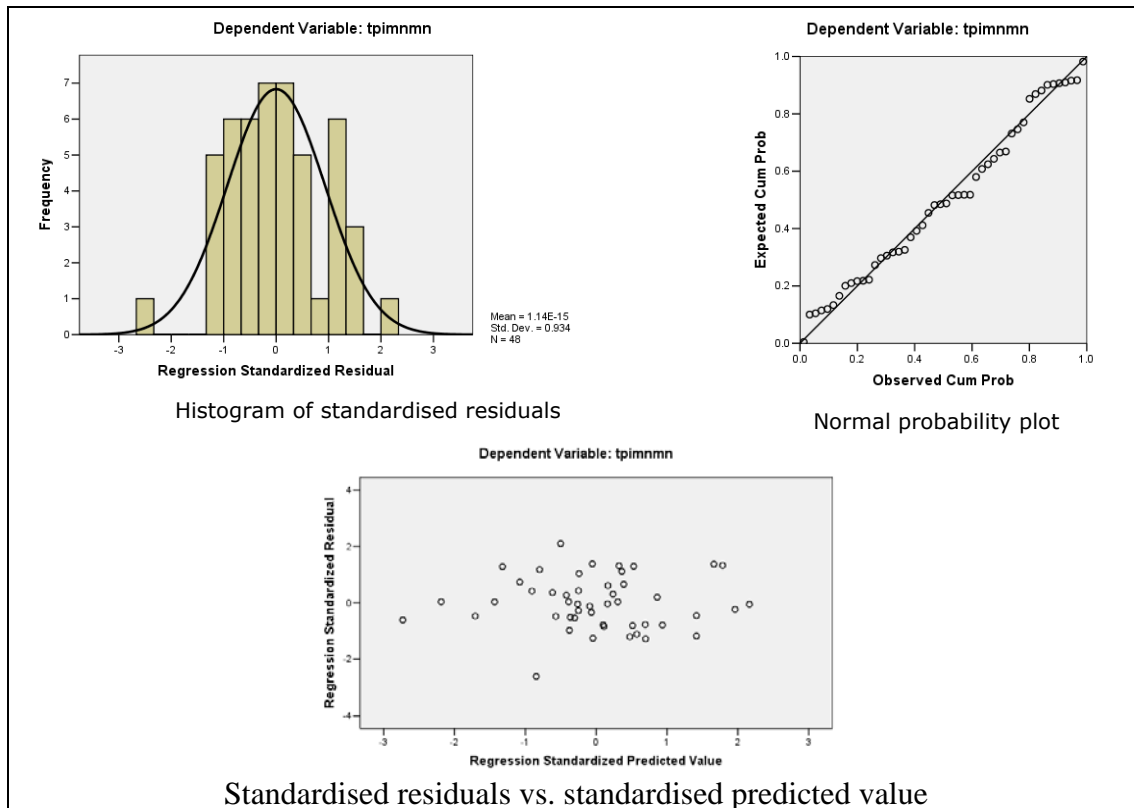 Dependent Variable: tpimnmn
7
6
5
4
3
2
1
0
Frequency
-3 -2 -1 0 1 2 3
Regression Standardized Residual
Mean = 1.14E-15
Std. Dev. = 0.934
N = 48
Histogram of standardised residuals
Dependent Variable: tpimnmn
1.0
0.8
0.6
0.4
0.2
0.0
Expected Cum Prob
0.0 0.2 0.4 0.6 0.8 1.0
Observed Cum Prob
Normal probability plot
Dependent Variable: tpimnmn
4
2
0
-2
-4
Regression Standardized Residual
-3 -2 -1 0 1 2 3
Regression Standardized Predicted Value
Standardised residuals vs. standardised predicted value